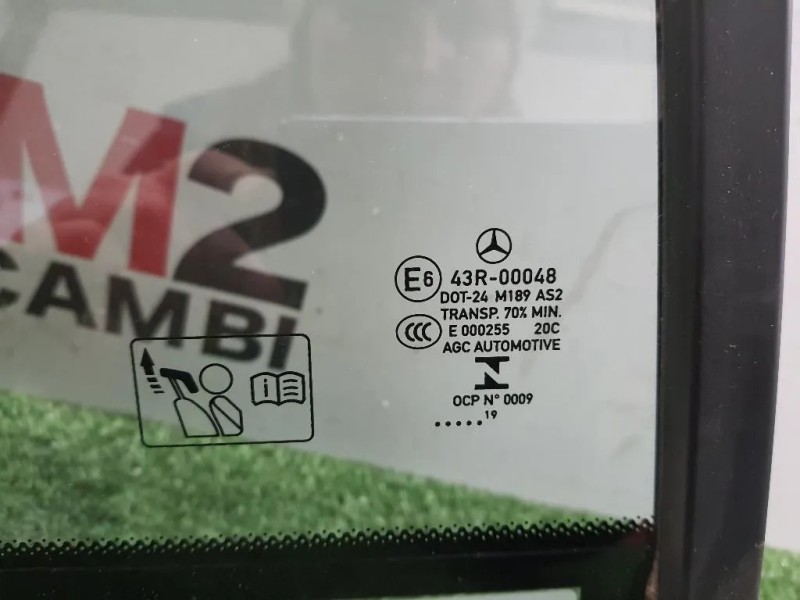 M2
CAMBI
E6 43R-00048
DOT-24 M189 AS2
TRANSP. 70% MIN.
CCC E 000255 20C
AGC AUTOMOTIVE
OCP N° 0009
.....19
i